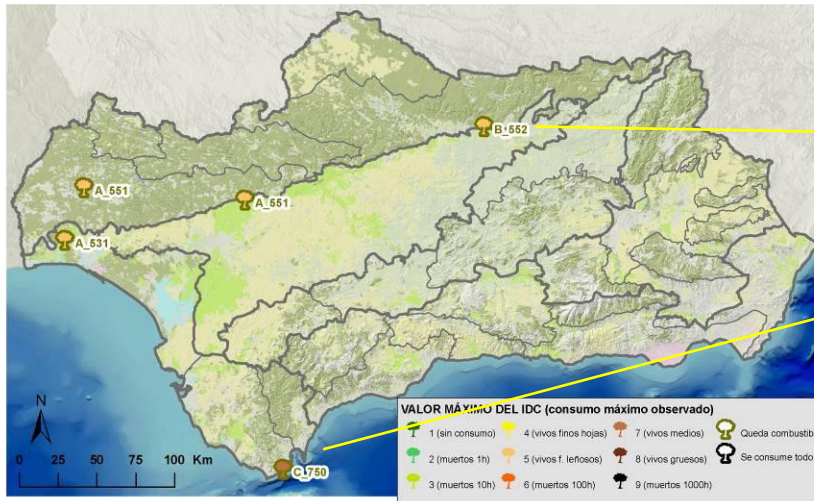 B_552
A_551
A_551
A_531
C_750
N
0 25 50 100 Km
VALOR MÁXIMO DEL IDC (consumo máximo observado)
1 (sin consumo) 4 (vivos finos hojas) 7 (vivos medios) Queda combustib
2 (muertos 1h) 5 (vivos f. leñosos) 8 (vivos gruesos) Se consume todo
3 (muertos 10h) 6 (muertos 100h) 9 (muertos 1000h)